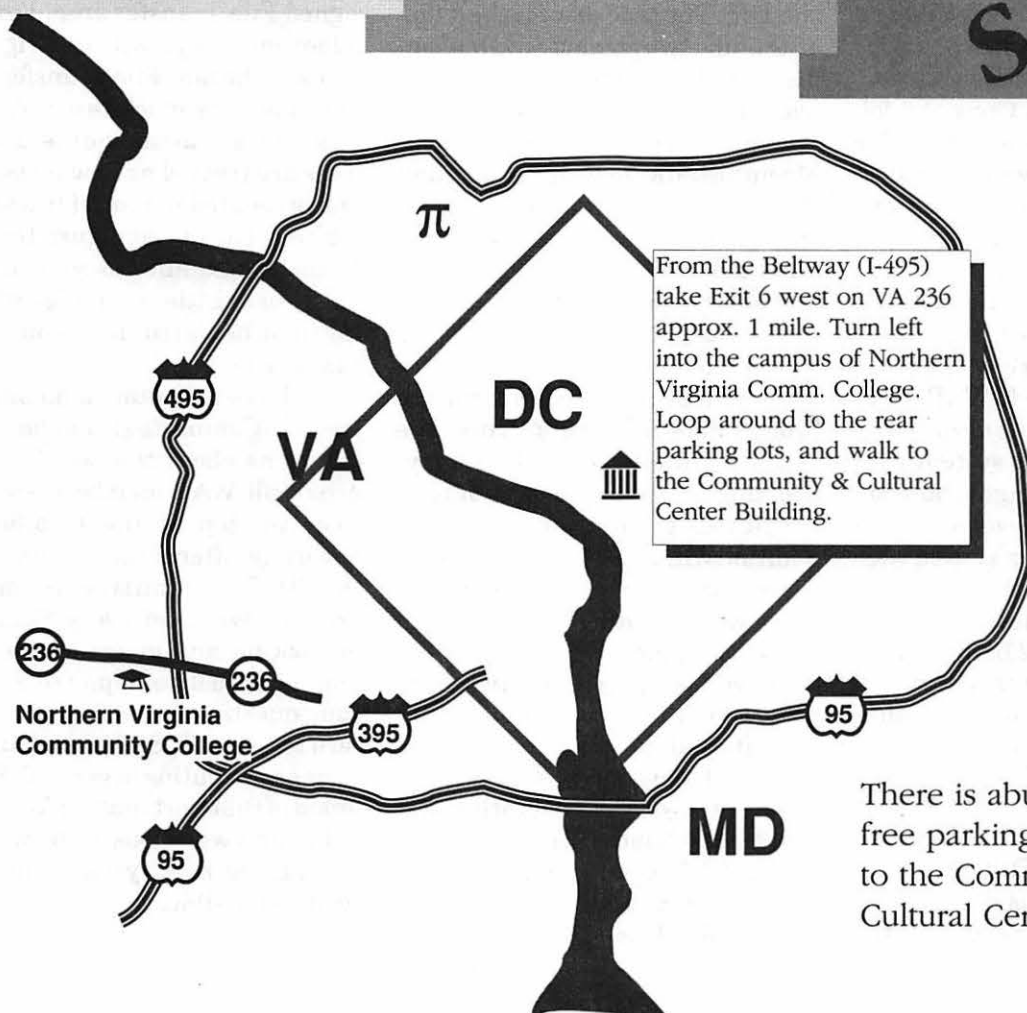 S
π
From the Beltway (I-495)
take Exit 6 west on VA 236
approx. 1 mile. Turn left
into the campus of Northern
Virginia Comm. College.
Loop around to the rear
parking lots, and walk to
the Community & Cultural
Center Building.
495
DC
VA
236
236
Northern Virginia
Community College
395
95
95
MD
There is abu
free parking
to the Comm
Cultural Cen